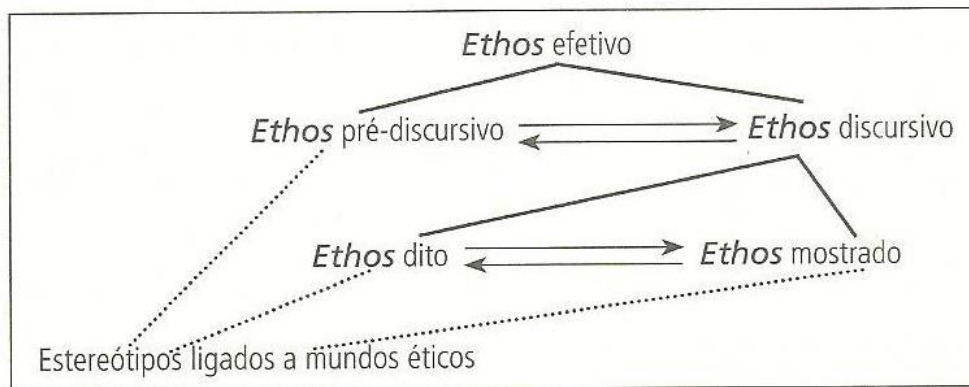 Ethos efetivo
Ethos pré-discursivo Ethos discursivo
Ethos dito Ethos mostrado
Estereótipos ligados a mundos éticos